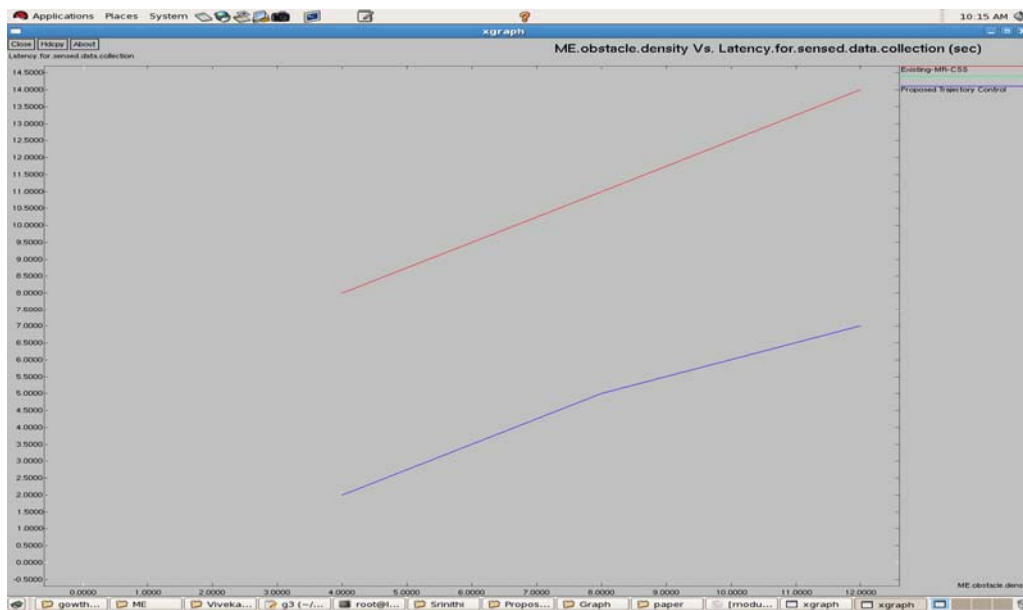 Applications Places System
10:15 AM
xgraph
Close Hdcpy About
ME.obstacle.density Vs. Latency.for.sensed.data.collection (sec)
Latency.for.sensed.data.collection
14.5000
14.0000
13.5000
13.0000
12.5000
12.0000
11.5000
11.0000
10.5000
10.0000
9.5000
9.0000
8.5000
8.0000
7.5000
7.0000
6.5000
6.0000
5.5000
5.0000
4.5000
4.0000
3.5000
3.0000
2.5000
2.0000
1.5000
1.0000
0.5000
0.0000
-0.5000
Existing-MR-CSS
Proposed Trajectory Control
0.0000 1.0000 2.0000 3.0000 4.0000 5.0000 6.0000 7.0000 8.0000 9.0000 10.0000 11.0000 12.0000
ME.obstacle.dens
gowth... ME Viveka... g3 (~/... root@l... Srinithi Propos... Graph paper [modu... xgraph xgraph